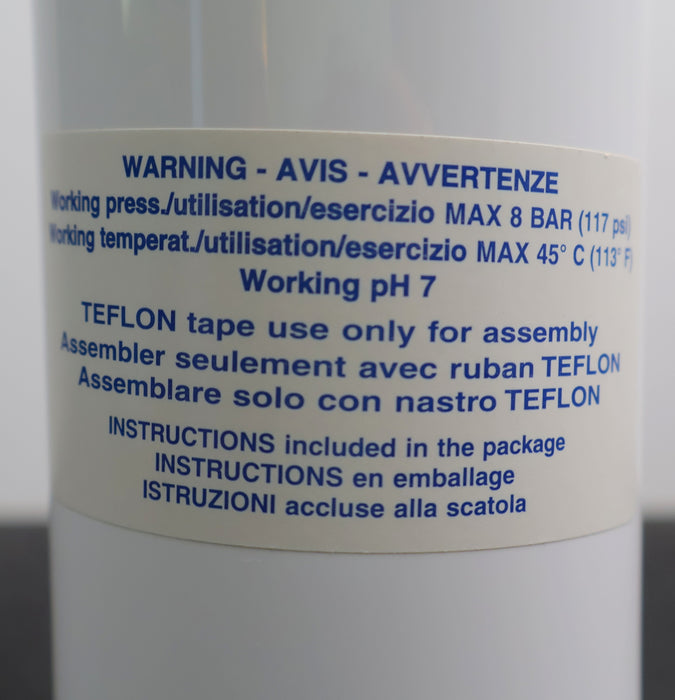 WARNING - AVIS - AVVERTENZE
Working press./utilisation/esercizio MAX 8 BAR (117 psi)
Working temperat./utilisation/esercizio MAX 45° C (113° F)
Working pH 7
TEFLON tape use only for assembly
Assembler seulement avec ruban TEFLON
Assemblare solo con nastro TEFLON
INSTRUCTIONS included in the package
INSTRUCTIONS en emballage
ISTRUZIONI accluse alla scatola